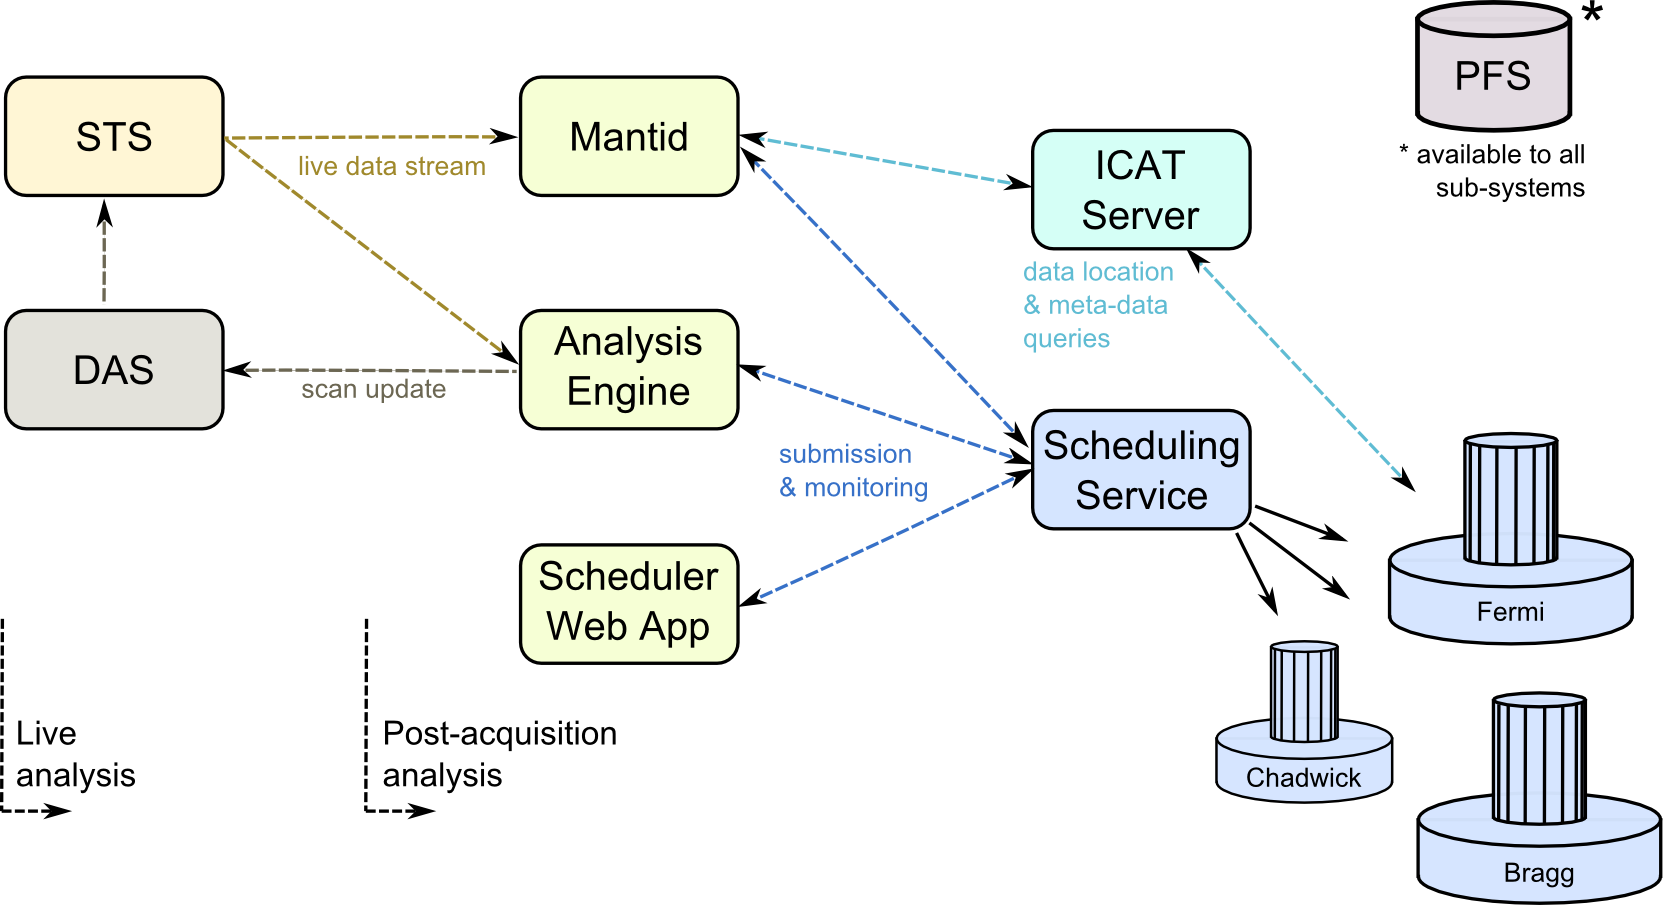 STS
live data stream
Mantid
ICAT
Server
PFS
*
* available to all
sub-systems
DAS
scan update
Analysis
Engine
data location
& meta-data
queries
submission
& monitoring
Scheduling
Service
Scheduler
Web App
Fermi
Chadwick
Bragg
Live
analysis
Post-acquisition
analysis